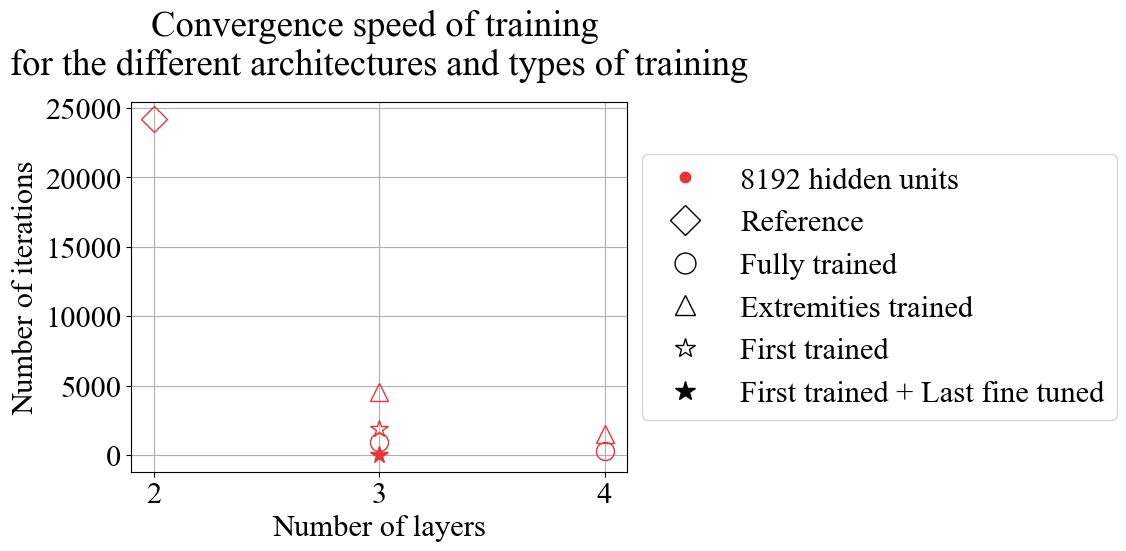 Convergence speed of training
for the different architectures and types of training
25000
20000
15000
10000
5000
0
Number of iterations
2
3
4
Number of layers
8192 hidden units
Reference
Fully trained
Extremities trained
First trained
First trained + Last fine tuned